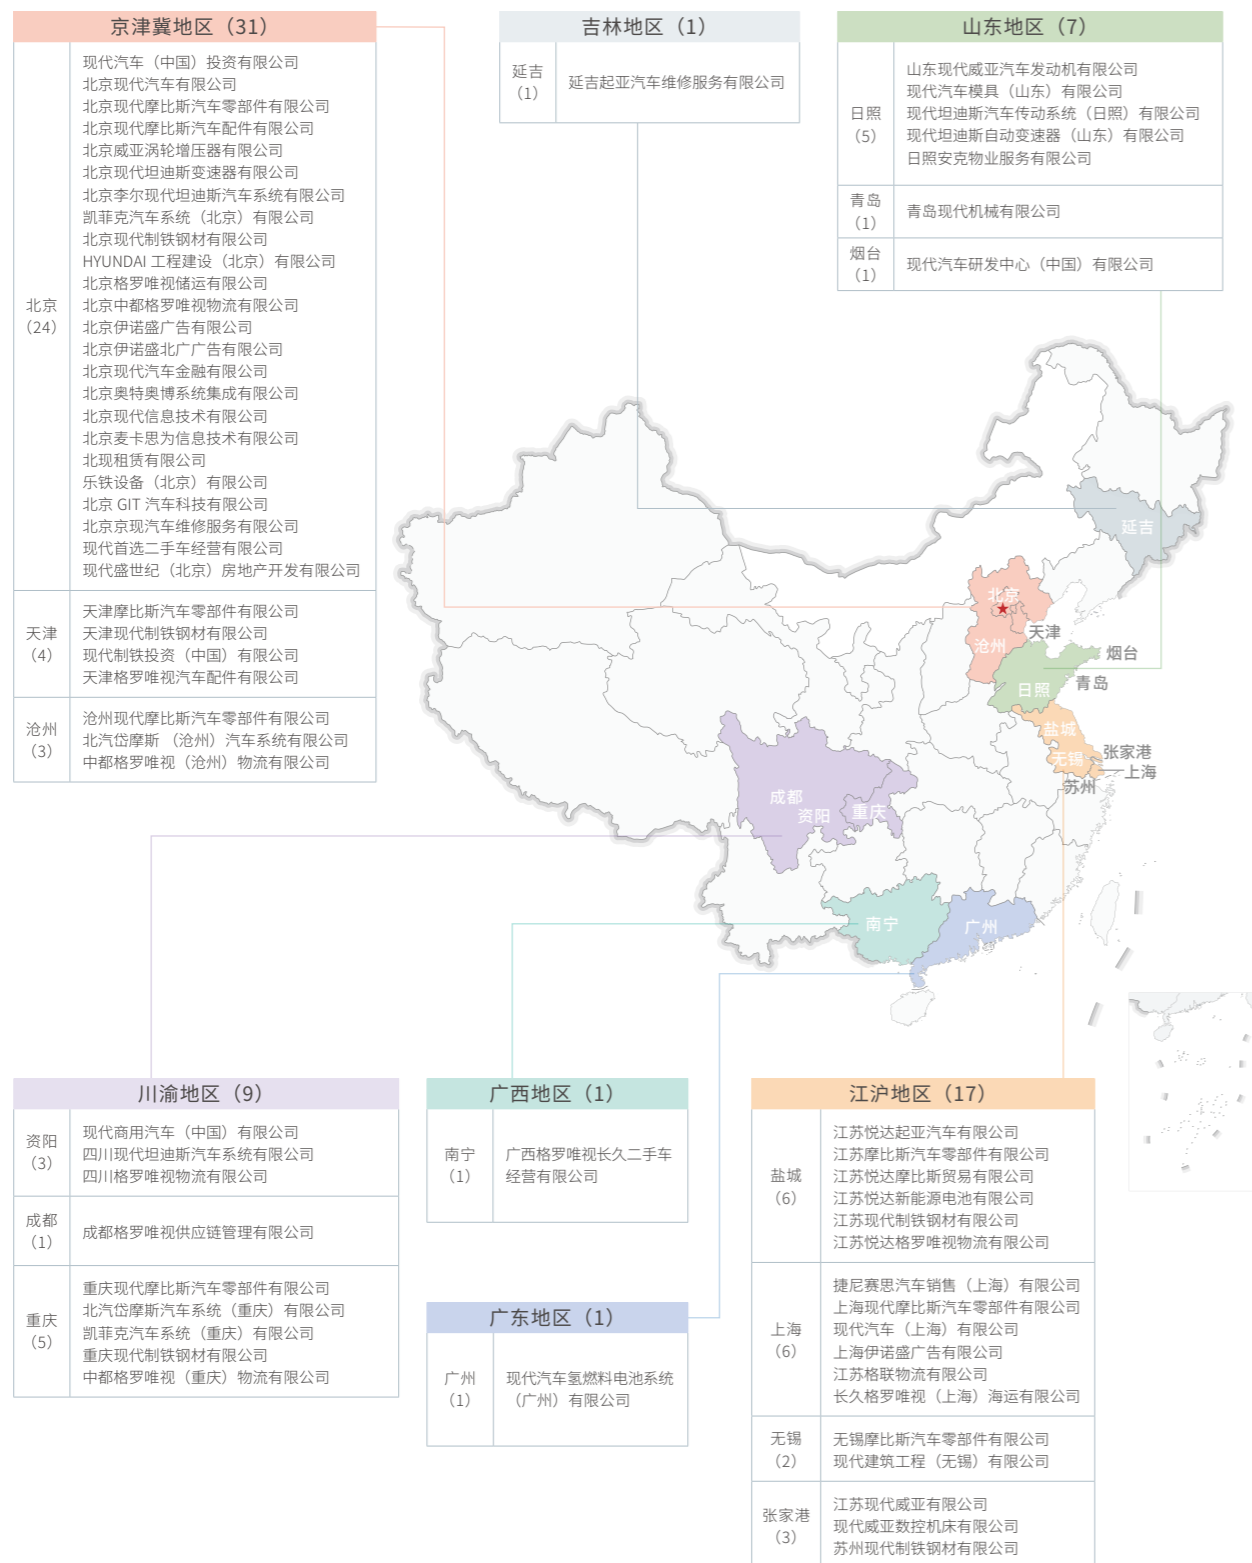 京津冀地区（31）
北京
（24）
现代汽车（中国）投资有限公司
北京现代汽车有限公司
北京现代摩比斯汽车零部件有限公司
北京现代摩比斯汽车配件有限公司
北京威亚涡轮增压器有限公司
北京现代坦迪斯变速器有限公司
北京李尔现代坦迪斯汽车系统有限公司
凯菲克汽车系统（北京）有限公司
北京现代制铁钢材有限公司
HYUNDAI 工程建设（北京）有限公司
北京格罗唯视储运有限公司
北京中都格罗唯视物流有限公司
北京伊诺盛广告有限公司
北京伊诺盛北广广告有限公司
北京现代汽车金融有限公司
北京奥特奥博系统集成有限公司
北京现代信息技术有限公司
北京麦卡思为信息技术有限公司
北现租赁有限公司
乐铁设备（北京）有限公司
北京 GIT 汽车科技有限公司
北京京现汽车维修服务有限公司
现代首选二手车经营有限公司
现代盛世纪（北京）房地产开发有限公司
天津
（4）
天津摩比斯汽车零部件有限公司
天津现代制铁钢材有限公司
现代制铁投资（中国）有限公司
天津格罗唯视汽车配件有限公司
沧州
（3）
沧州现代摩比斯汽车零部件有限公司
北汽岱摩斯 （沧州）汽车系统有限公司
中都格罗唯视（沧州）物流有限公司
吉林地区（1）
延吉
（1）
延吉起亚汽车维修服务有限公司
山东地区（7）
日照
（5）
山东现代威亚汽车发动机有限公司
现代汽车模具（山东）有限公司
现代坦迪斯汽车传动系统（日照）有限公司
现代坦迪斯自动变速器（山东）有限公司
日照安克物业服务有限公司
青岛
（1）
青岛现代机械有限公司
烟台
（1）
现代汽车研发中心（中国）有限公司
延吉
北京
天津
沧州
烟台
日照
青岛
盐城
无锡
张家港
上海
苏州
成都
资阳
重庆
南宁
广州
川渝地区（9）
资阳
（3）
现代商用汽车（中国）有限公司
四川现代坦迪斯汽车系统有限公司
四川格罗唯视物流有限公司
成都
（1）
成都格罗唯视供应链管理有限公司
重庆
（5）
重庆现代摩比斯汽车零部件有限公司
北汽岱摩斯汽车系统（重庆）有限公司
凯菲克汽车系统（重庆）有限公司
重庆现代制铁钢材有限公司
中都格罗唯视（重庆）物流有限公司
广西地区（1）
南宁
（1）
广西格罗唯视长久二手车
经营有限公司
广东地区（1）
广州
（1）
现代汽车氢燃料电池系统
（广州）有限公司
江沪地区（17）
盐城
（6）
江苏悦达起亚汽车有限公司
江苏摩比斯汽车零部件有限公司
江苏悦达摩比斯贸易有限公司
江苏悦达新能源电池有限公司
江苏现代制铁钢材有限公司
江苏悦达格罗唯视物流有限公司
上海
（6）
捷尼赛思汽车销售（上海）有限公司
上海现代摩比斯汽车零部件有限公司
现代汽车（上海）有限公司
上海伊诺盛广告有限公司
江苏格联物流有限公司
长久格罗唯视（上海）海运有限公司
无锡
（2）
无锡摩比斯汽车零部件有限公司
现代建筑工程（无锡）有限公司
张家港
（3）
江苏现代威亚有限公司
现代威亚数控机床有限公司
苏州现代制铁钢材有限公司